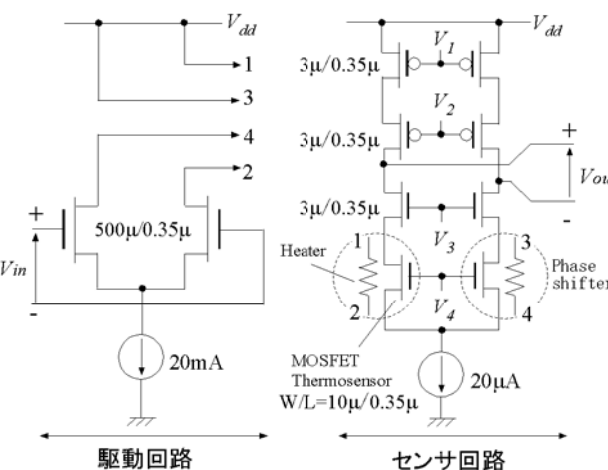 Vdd
1
3
4
2
+
500μ/0.35μ
Vin
-
20mA
駆動回路
Vdd
V1
3μ/0.35μ
V2
3μ/0.35μ
+
Vou
-
3μ/0.35μ
V3
Heater
1
2
3
4
Phase
shifter
V4
MOSFET
Thermosensor
W/L=10μ/0.35μ
20μA
センサ回路